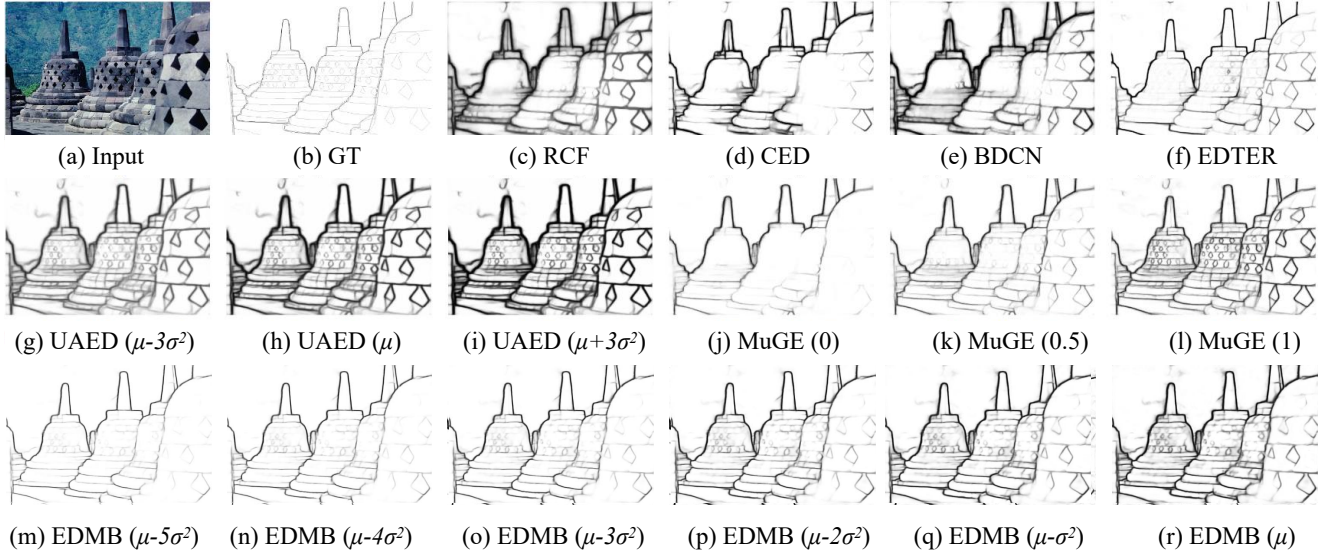 (a) Input (b) GT (c) RCF (d) CED (e) BDCN (f) EDTER
(g) UAED (μ-3σ²) (h) UAED (μ) (i) UAED (μ+3σ²) (j) MuGE (0) (k) MuGE (0.5) (l) MuGE (1)
(m) EDMB (μ-5σ²) (n) EDMB (μ-4σ²) (o) EDMB (μ-3σ²) (p) EDMB (μ-2σ²) (q) EDMB (μ-σ²) (r) EDMB (μ)